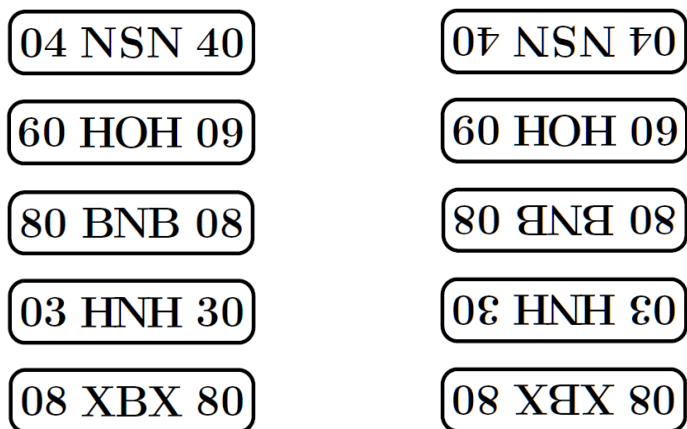 04 NSN 40 04 NSN 40
60 HOH 09 60 HOH 09
80 BNB 08 80 BNB 08
03 HNH 30 03 HNH 30
08 XBX 80 08 XBX 80